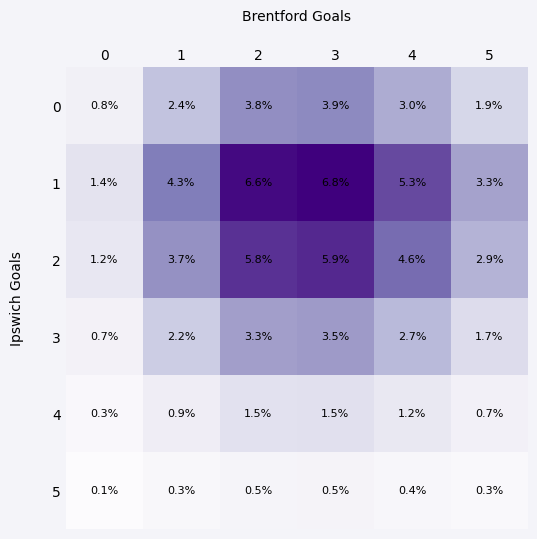 Brentford Goals
0 1 2 3 4 5
0 0.8% 2.4% 3.8% 3.9% 3.0% 1.9%
1 1.4% 4.3% 6.6% 6.8% 5.3% 3.3%
2 1.2% 3.7% 5.8% 5.9% 4.6% 2.9%
3 0.7% 2.2% 3.3% 3.5% 2.7% 1.7%
4 0.3% 0.9% 1.5% 1.5% 1.2% 0.7%
5 0.1% 0.3% 0.5% 0.5% 0.4% 0.3%
Ipswich Goals